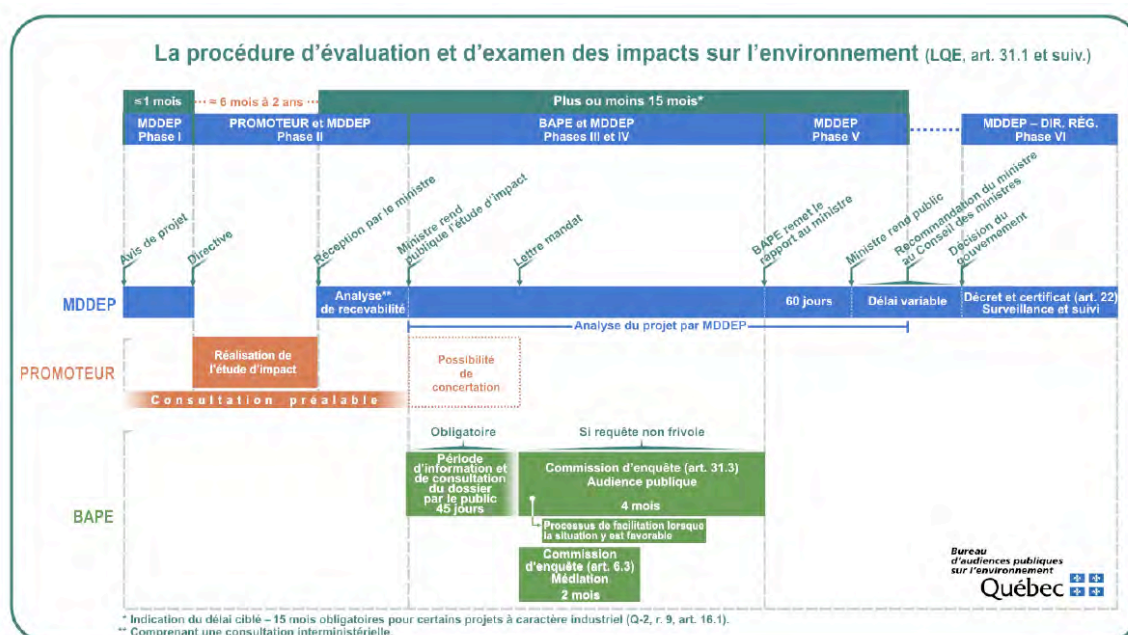 La procédure d'évaluation et d'examen des impacts sur l'environnement (LQE, art. 31.1 et suiv.)
≤1 mois
≈ 6 mois à 2 ans
Plus ou moins 15 mois*
MDDEP
Phase I
PROMOTEUR et MDDEP
Phase II
BAPE et MDDEP
Phases III et IV
MDDEP
Phase V
MDDEP – DIR. RÉG.
Phase VI
Avis de projet
Directive
Réception par le ministre
Ministre rend
publique l'étude d'impact
Lettre mandat
BAPE remet le
rapport au ministre
Ministre rend public
Recommandation du ministre
au Conseil des ministres
Décision du
gouvernement
MDDEP
Analyse**
de recevabilité
60 jours
Délai variable
Décret et certificat (art. 22)
Surveillance et suivi
Analyse du projet par MDDEP
PROMOTEUR
Réalisation de
l'étude d'impact
Possibilité
de
concertation
Consultation préalable
BAPE
Obligatoire
Si requête non frivole
Période
d'information et
de consultation
du dossier
par le public
45 jours
Commission d'enquête (art. 31.3)
Audience publique
4 mois
Processus de facilitation lorsque
la situation y est favorable
Commission
d'enquête (art. 6.3)
Médiation
2 mois
Bureau
d'audiences publiques
sur l'environnement
Québec
* Indication du délai ciblé – 15 mois obligatoires pour certains projets à caractère industriel (Q-2, r. 9, art. 16.1).
** Comprenant une consultation interministérielle.